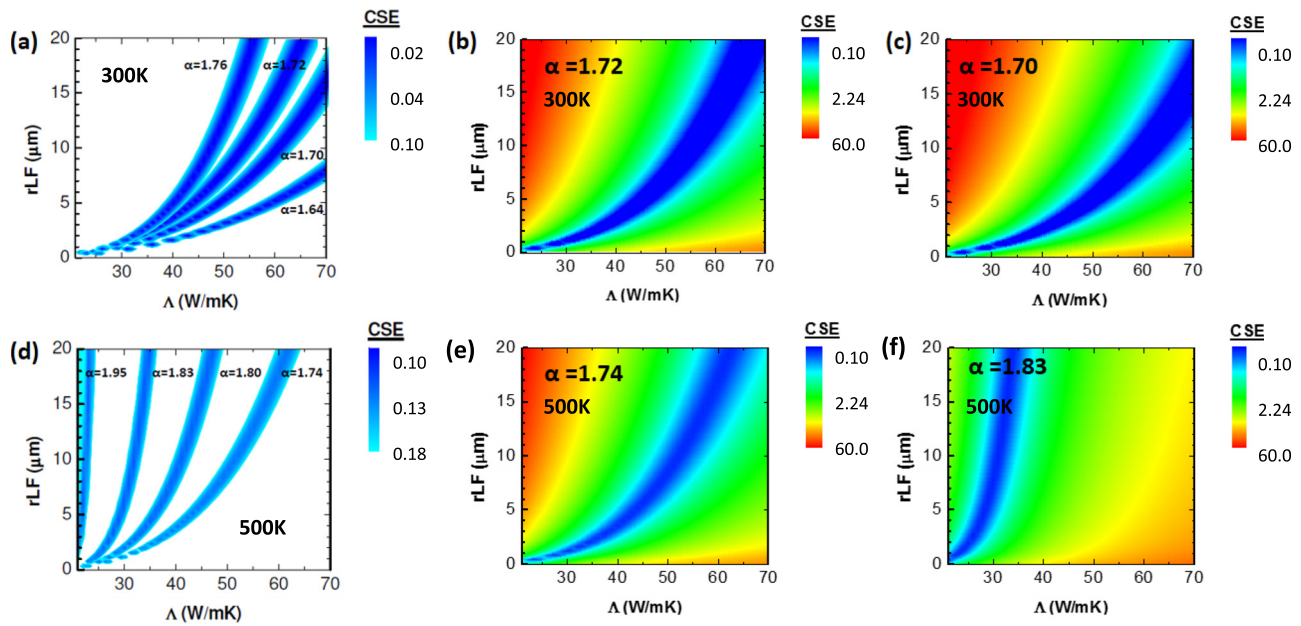 (a)
300K
α=1.76
α=1.72
α=1.70
α=1.64
20
15
10
5
0
30
40
50
60
70
rLF (μm)
Λ (W/mK)
CSE
0.02
0.04
0.10
(b)
α =1.72
300K
20
15
10
5
0
30
40
50
60
70
rLF (μm)
Λ (W/mK)
CSE
0.10
2.24
60.0
(c)
α =1.70
300K
20
15
10
5
0
30
40
50
60
70
rLF (μm)
Λ (W/mK)
CSE
0.10
2.24
60.0
(d)
α=1.95
α=1.83
α=1.80
α=1.74
500K
20
15
10
5
0
30
40
50
60
70
rLF (μm)
Λ (W/mK)
CSE
0.10
0.13
0.18
(e)
α =1.74
500K
20
15
10
5
0
30
40
50
60
70
rLF (μm)
Λ (W/mK)
CSE
0.10
2.24
60.0
(f)
α =1.83
500K
20
15
10
5
0
30
40
50
60
70
rLF (μm)
Λ (W/mK)
CSE
0.10
2.24
60.0